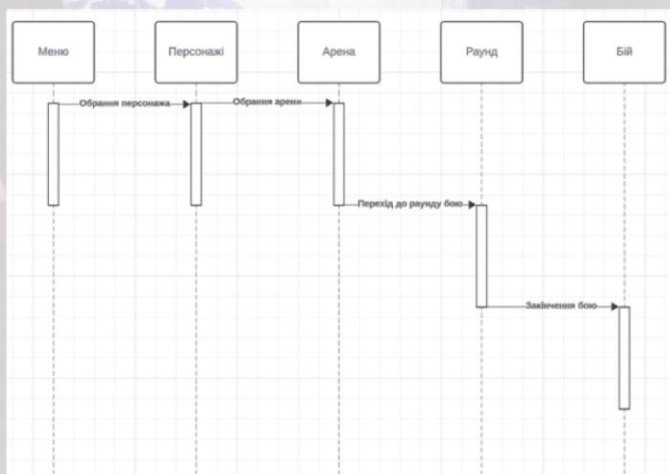 Меню
Персонажі
Арена
Раунд
Бій
Обрання персонажа
Обрання арени
Перехід до раунду бою
Закінчення бою